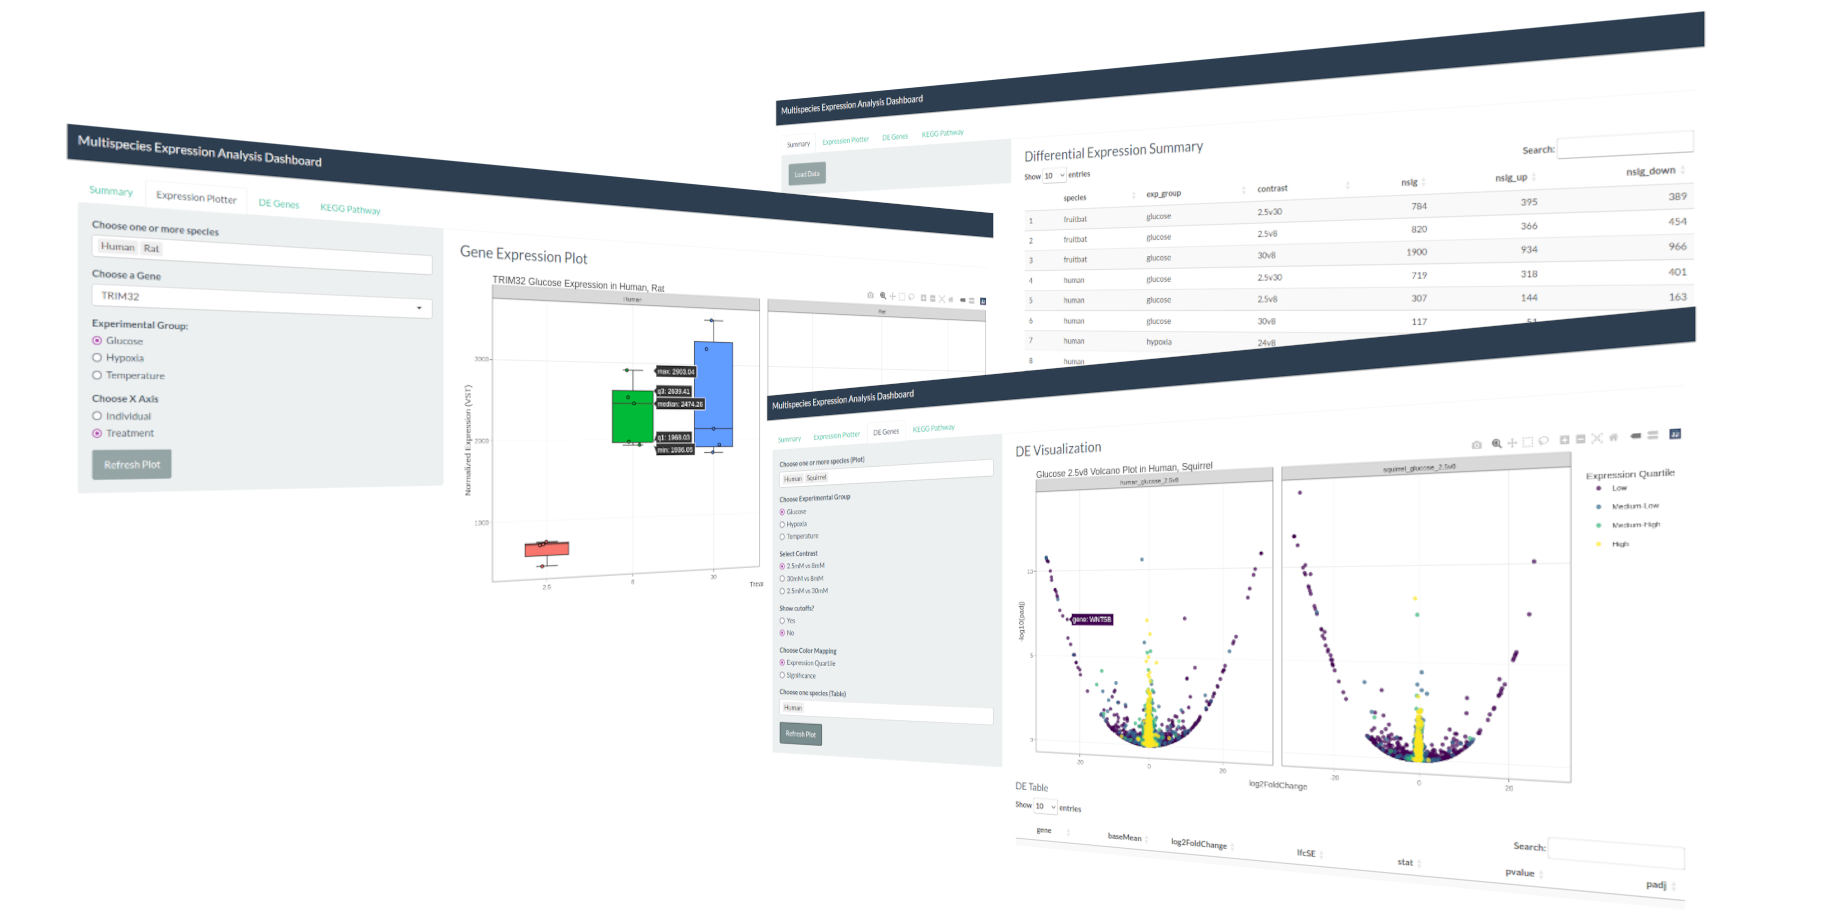 Multispecies Expression Analysis Dashboard
Summary Expression Plotter DE Genes KEGG Pathway
Choose one or more species
Human Rat
Choose a Gene
TRIM32
Experimental Group:
Glucose
Hypoxia
Temperature
Choose X Axis
Individual
Treatment
Refresh Plot
Gene Expression Plot
TRIM32 Glucose Expression in Human, Rat
Human
Rat
Normalized Expression (VST)
3000
2000
1000
max: 2903.04
q3: 2639.41
median: 2474.26
q1: 1968.03
min: 1936.05
2.5 8 30
Treat
Multispecies Expression Analysis Dashboard
Summary Expression Plotter DE Genes KEGG Pathway
Load Data
Differential Expression Summary
Show 10 entries
Search:
species exp_group contrast nsig nsig_up nsig_down
1 fruitbat glucose 2.5v30 784 395 389
2 fruitbat glucose 2.5v8 820 366 454
3 fruitbat glucose 30v8 1900 934 966
4 human glucose 2.5v30 719 318 401
5 human glucose 2.5v8 307 144 163
6 human glucose 30v8 117 51
7 human hypoxia 24v8
8 human
Multispecies Expression Analysis Dashboard
Summary Expression Plotter DE Genes KEGG Pathway
Choose one or more species (Plot)
Human Squirrel
Choose Experimental Group
Glucose
Hypoxia
Temperature
Select Contrast
2.5mM vs 8mM
30mM vs 8mM
2.5mM vs 30mM
Show cutoffs?
Yes
No
Choose Color Mapping
Expression Quartile
Significance
Choose one species (Table)
Human
Refresh Plot
DE Visualization
Glucose 2.5v8 Volcano Plot in Human, Squirrel
human_glucose_2.5v8
squirrel_glucose_2.5v8
-log10(padj)
10
5
0
gene: WNT5B
-20 0 20
-20 0 20
log2FoldChange
Expression Quartile
Low
Medium-Low
Medium-High
High
DE Table
Show 10 entries
Search:
gene baseMean log2FoldChange lfcSE stat pvalue padj